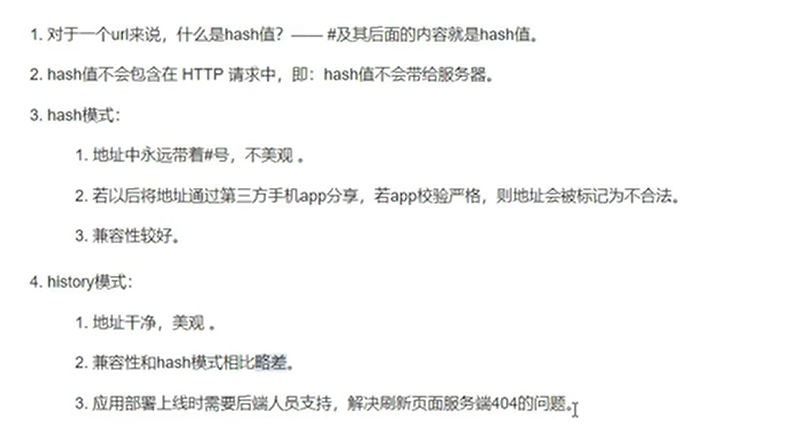 1. 对于一个url来说，什么是hash值？—— #及其后面的内容就是hash值。
2. hash值不会包含在 HTTP 请求中，即：hash值不会带给服务器。
3. hash模式：
1. 地址中永远带着#号，不美观 。
2. 若以后将地址通过第三方手机app分享，若app校验严格，则地址会被标记为不合法。
3. 兼容性较好。
4. history模式：
1. 地址干净，美观 。
2. 兼容性和hash模式相比略差。
3. 应用部署上线时需要后端人员支持，解决刷新页面服务端404的问题。